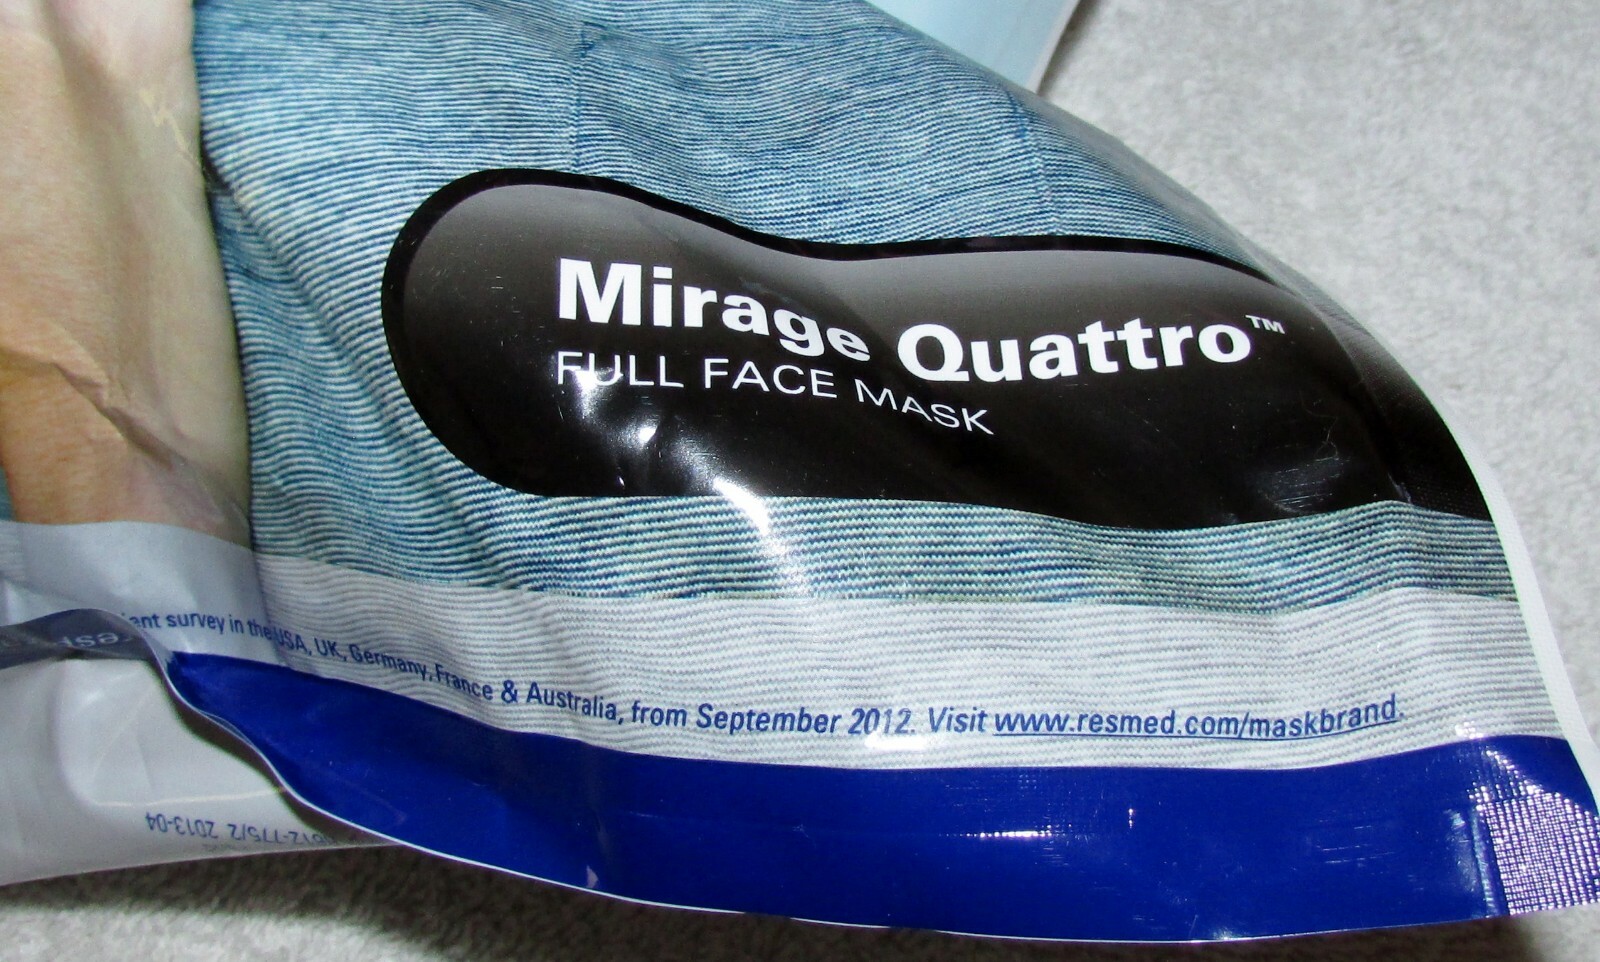 Mirage Quattro™
FULL FACE MASK
survey in the USA, UK, Germany, France & Australia, from September 2012. Visit www.resmed.com/maskbrand.
2013-04